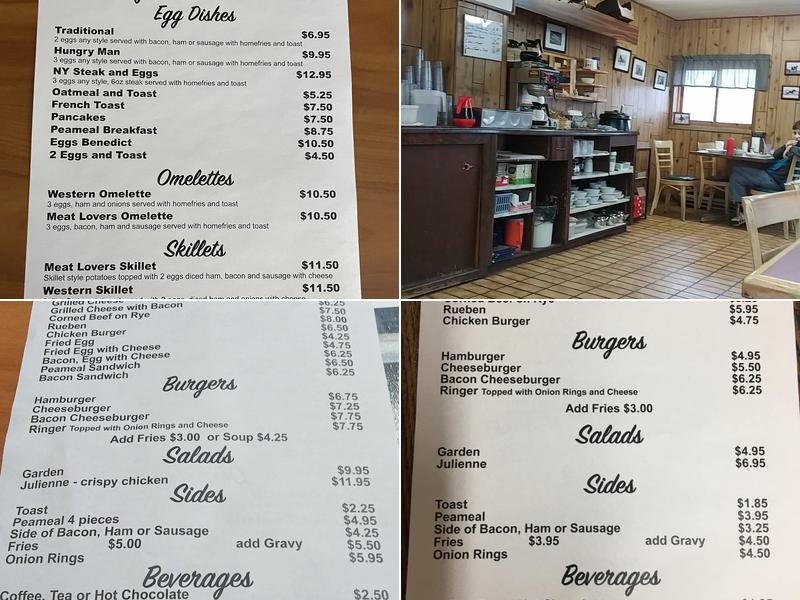 Egg Dishes
Traditional $6.95
2 eggs any style served with bacon, ham or sausage with homefries and toast
Hungry Man $9.95
3 eggs any style served with bacon, ham or sausage with homefries and toast
NY Steak and Eggs $12.95
3 eggs any style, 6oz steak served with homefries and toast
Oatmeal and Toast $5.25
French Toast $7.50
Pancakes $7.50
Peameal Breakfast $8.75
Eggs Benedict $10.50
2 Eggs and Toast $4.50
Omelettes
Western Omelette $10.50
3 eggs, ham and onions served with homefries and toast
Meat Lovers Omelette $10.50
3 eggs, bacon, ham and sausage served with homefries and toast
Skillets
Meat Lovers Skillet $11.50
Skillet style potatoes topped with 2 eggs diced ham, bacon and sausage with cheese
Western Skillet $11.50
Grilled Cheese $6.25
Grilled Cheese with Bacon $7.50
Corned Beef on Rye $8.00
Rueben $6.50
Chicken Burger $4.25
Fried Egg $4.75
Fried Egg with Cheese $6.25
Bacon, Egg with Cheese $6.50
Peameal Sandwich $6.25
Bacon Sandwich
Burgers
Hamburger $6.75
Cheeseburger $7.25
Bacon Cheeseburger $7.75
Ringer Topped with Onion Rings and Cheese $7.75
Add Fries $3.00 or Soup $4.25
Salads
Garden $9.95
Julienne - crispy chicken $11.95
Sides
Toast $2.25
Peameal 4 pieces $4.95
Side of Bacon, Ham or Sausage $4.25
Fries $5.00 add Gravy $5.50
Onion Rings $5.95
Beverages
Coffee, Tea or Hot Chocolate $2.50
Corned Beef on Rye
Rueben $5.95
Chicken Burger $4.75
Burgers
Hamburger $4.95
Cheeseburger $5.50
Bacon Cheeseburger $6.25
Ringer Topped with Onion Rings and Cheese $6.25
Add Fries $3.00
Salads
Garden $4.95
Julienne $6.95
Sides
Toast $1.85
Peameal $3.95
Side of Bacon, Ham or Sausage $3.25
Fries $3.95 add Gravy $4.50
Onion Rings $4.50
Beverages